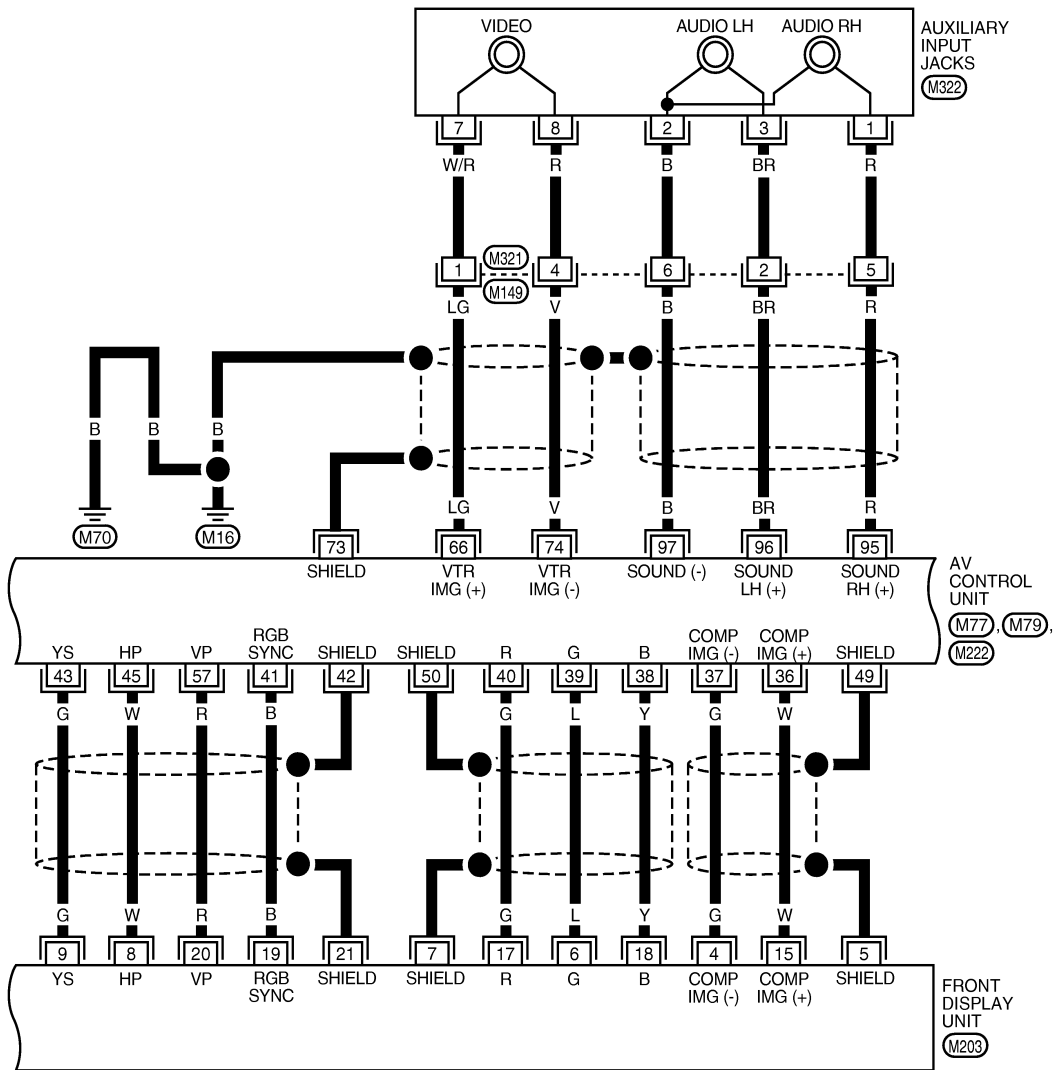 VIDEO AUDIO LH AUDIO RH
AUXILIARY
INPUT
JACKS
M322
7 8 2 3 1
W/R R B BR R
M321
1 4 6 2 5
M149
LG V B BR R
B B B
LG V B BR R
M70 M16
73 66 74 97 96 95
SHIELD VTR IMG (+) VTR IMG (-) SOUND (-) SOUND LH (+) SOUND RH (+)
AV
CONTROL
UNIT
M77, M79,
M222
YS HP VP RGB SYNC SHIELD SHIELD R G B COMP IMG (-) COMP IMG (+) SHIELD
43 45 57 41 42 50 40 39 38 37 36 49
G W R B G L Y G W
G W R B G L Y G W
9 8 20 19 21 7 17 6 18 4 15 5
YS HP VP RGB SYNC SHIELD SHIELD R G B COMP IMG (-) COMP IMG (+) SHIELD
FRONT
DISPLAY
UNIT
M203